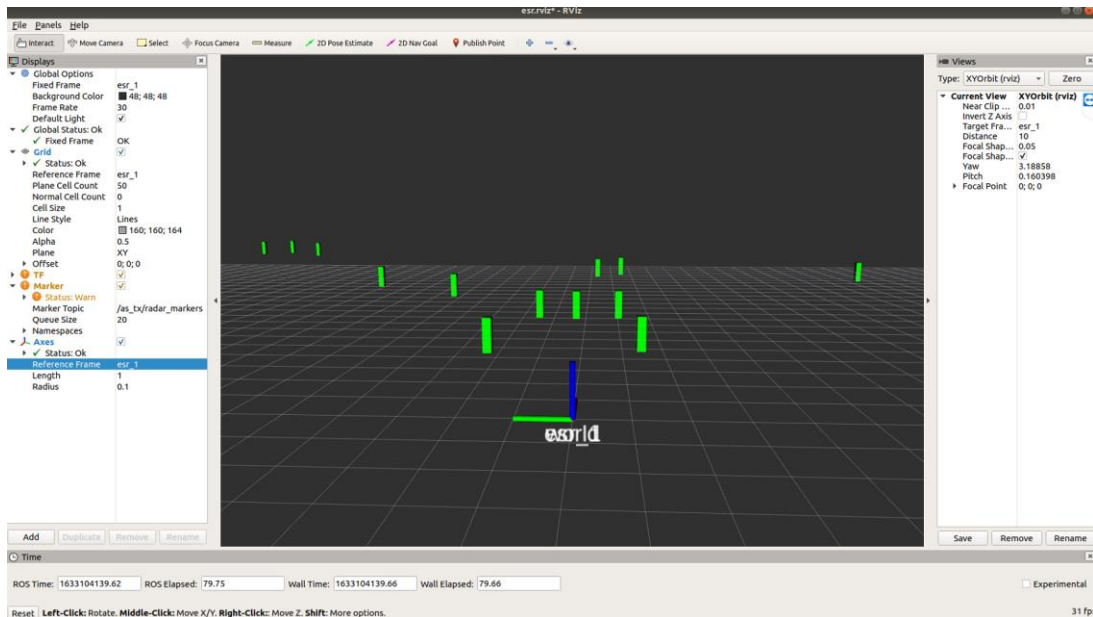 esr.rviz* - RViz
File Panels Help
Interact Move Camera Select Focus Camera Measure 2D Pose Estimate 2D Nav Goal Publish Point
Displays
Global Options
Fixed Frame esr_1
Background Color 48; 48; 48
Frame Rate 30
Default Light
Global Status: Ok
Fixed Frame OK
Grid
Status: Ok
Reference Frame esr_1
Plane Cell Count 50
Normal Cell Count 0
Cell Size 1
Line Style Lines
Color 160; 160; 164
Alpha 0.5
Plane XY
Offset 0; 0; 0
TF
Marker
Status: Warn
Marker Topic /as_tx/radar_markers
Queue Size 20
Namespaces
Axes
Status: Ok
Reference Frame esr_1
Length 1
Radius 0.1
Add Duplicate Remove Rename
Views
Type: XYOrbit (rviz) Zero
Current View XYOrbit (rviz)
Near Clip ... 0.01
Invert Z Axis
Target Fra... esr_1
Distance 10
Focal Shap... 0.05
Focal Shap...
Yaw 3.18858
Pitch 0.160398
Focal Point 0; 0; 0
Save Remove Rename
Time
ROS Time: 1633104139.62 ROS Elapsed: 79.75 Wall Time: 1633104139.66 Wall Elapsed: 79.66 Experimental
Reset Left-Click: Rotate. Middle-Click: Move X/Y. Right-Click:: Move Z. Shift: More options. 31 fps